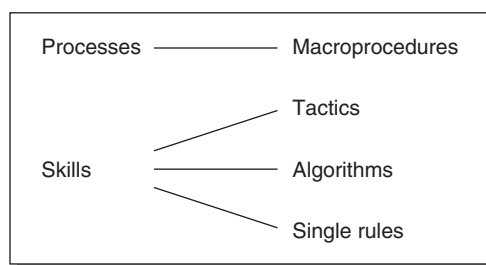 Processes Macroprocedures
Tactics
Skills Algorithms
Single rules